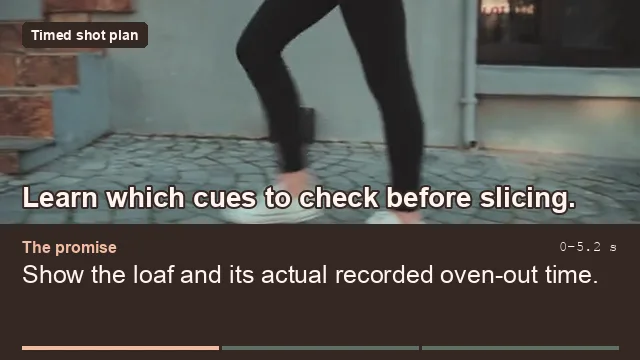 Timed shot plan
Learn which cues to check before slicing.
The promise
0–5.2 s
Show the loaf and its actual recorded oven-out time.